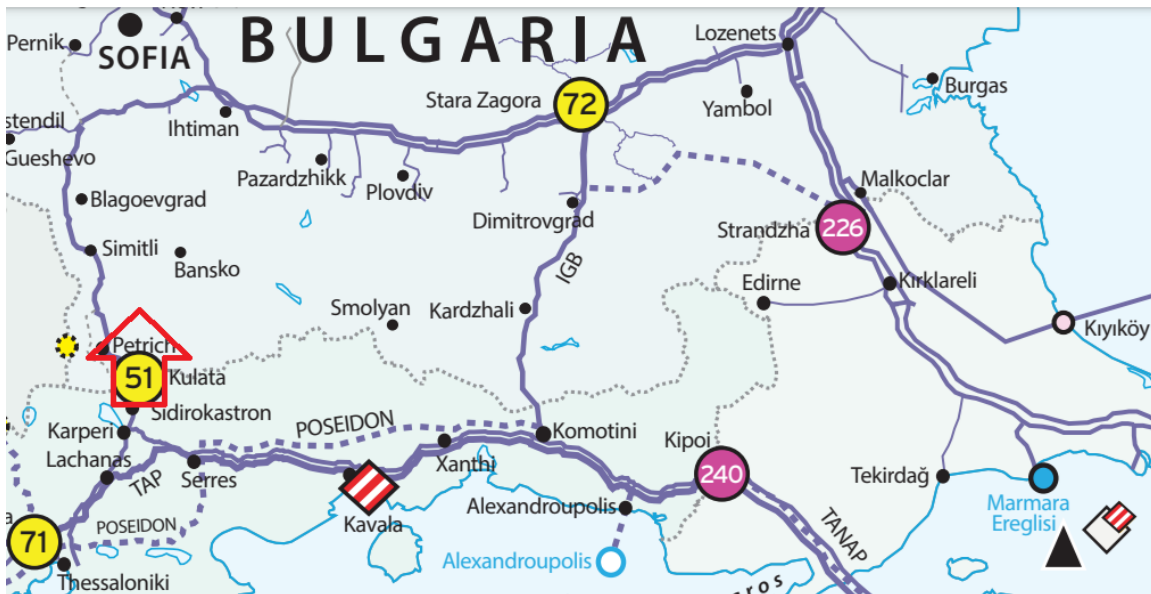 BULGARIA
Pernik
SOFIA
Lozenets
Stara Zagora
72
Burgas
Yambol
stendil
Ihtiman
Gueshevo
Pazardzhikk
Plovdiv
Malkoclar
Blagoevgrad
Dimitrovgrad
Strandzha
226
Simitli
Bansko
IGB
Edirne
Kırklareli
Smolyan
Kardzhali
Kıyıköy
Petrich
51
Kulata
Sidirokastron
POSEIDON
Karperi
Komotini
Kipoi
Xanthi
Lachanas
TAP
Serres
240
Tekirdağ
Kavala
Alexandroupolis
Marmara
Ereglisi
a
POSEIDON
71
TANAP
Alexandroupolis
Thessaloniki
ros